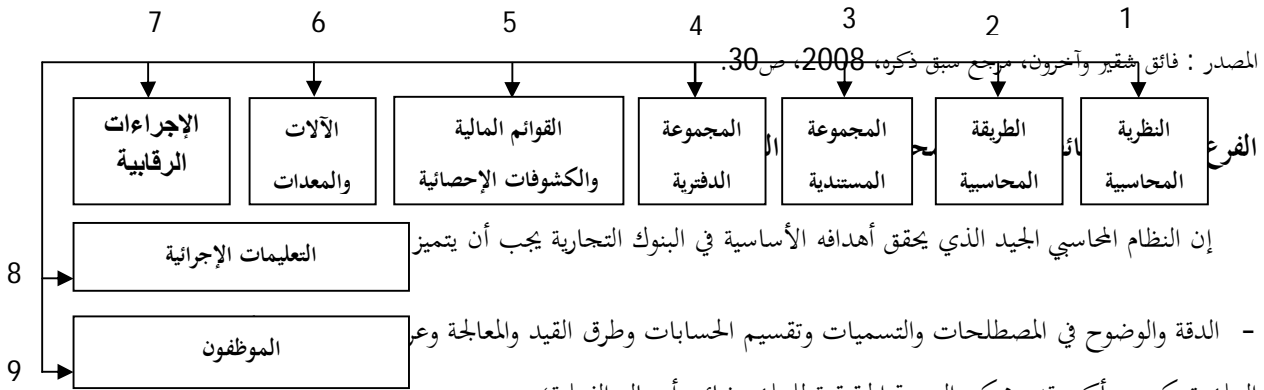 1 2 3 4 5 6 7
المصدر : فائق شقير وآخرون، مرجع سبق ذكره، 2008، ص30.
النظرية المحاسبية
الطريقة المحاسبية
المجموعة المستندية
المجموعة الدفترية
القوائم المالية والكشوفات الإحصائية
الآلات والمعدات
الإجراءات الرقابية
الفرع
إن النظام المحاسبي الجيد الذي يحقق أهدافه الأساسية في البنوك التجارية يجب أن يتميز
التعليمات الإجرائية
8
- الدقة والوضوح في المصطلحات والتسميات وتقسيم الحسابات وطرق القيد والمعالجة
الموظفون
9